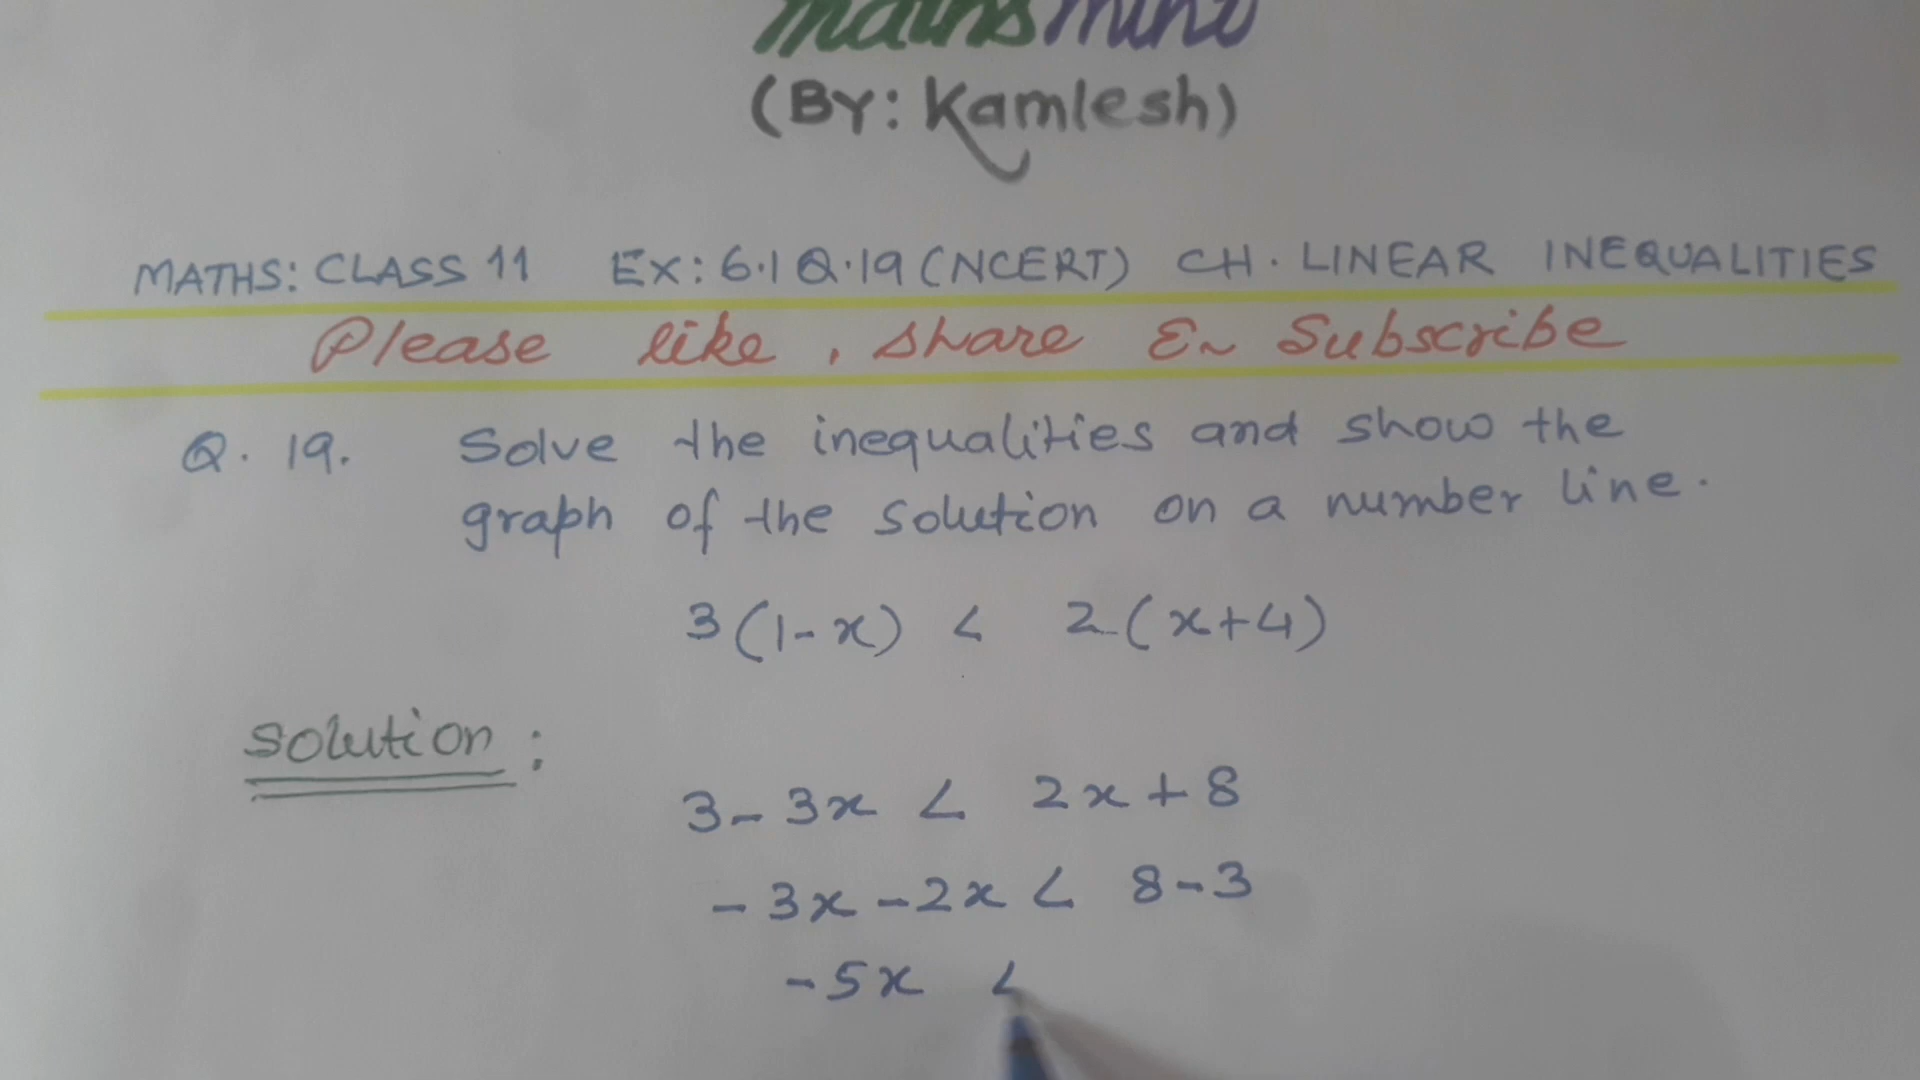 maths mint
(BY: Kamlesh)
MATHS: CLASS 11 EX: 6.1 Q.19 (NCERT) CH. LINEAR INEQUALITIES
Please like, share & Subscribe
Q. 19. Solve the inequalities and show the
graph of the solution on a number line.
3(1-x) < 2(x+4)
Solution:
3-3x < 2x+8
-3x-2x < 8-3
-5x <